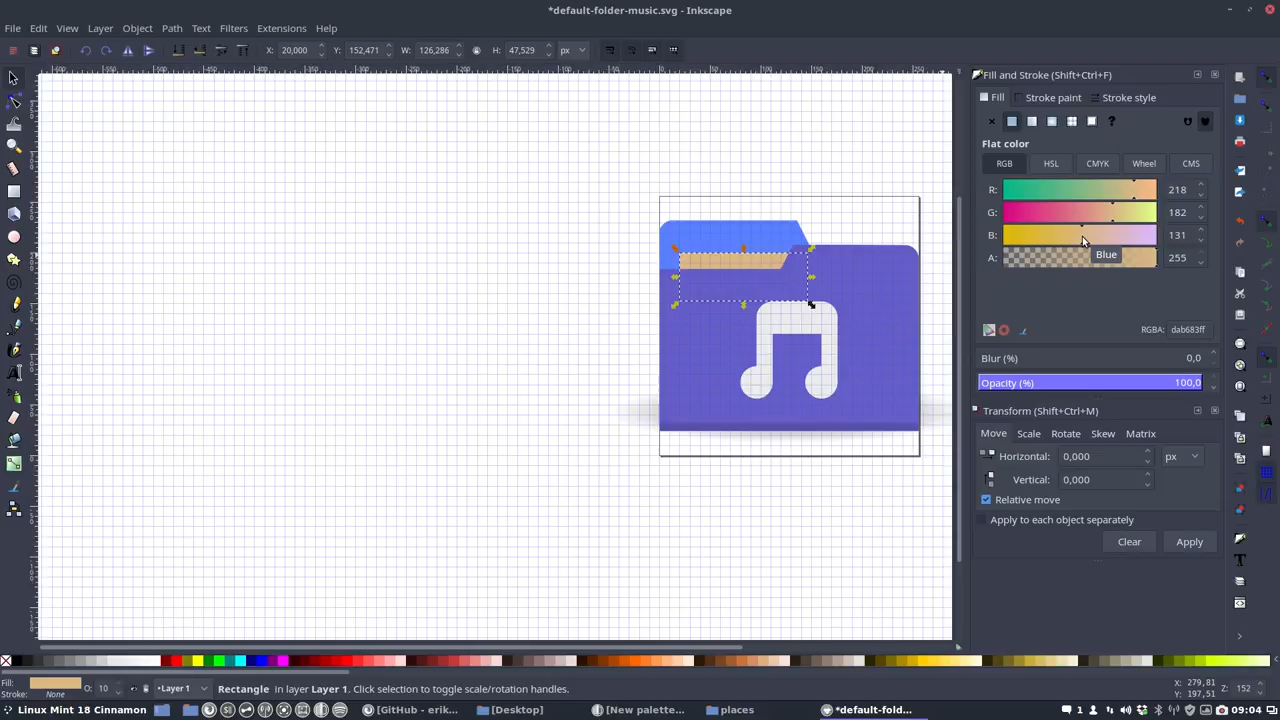 *default-folder-music.svg - Inkscape
File Edit View Layer Object Path Text Filters Extensions Help
X: 20,000 Y: 152,471 W: 126,286 H: 47,529 px
Fill and Stroke (Shift+Ctrl+F)
Fill Stroke paint Stroke style
?
Flat color
RGB HSL CMYK Wheel CMS
R: 218
G: 182
B: 131
Blue
A: 255
RGBA: dab683ff
Blur (%) 0,0
Opacity (%) 100,0
Transform (Shift+Ctrl+M)
Move Scale Rotate Skew Matrix
Horizontal: 0,000 px
Vertical: 0,000
Relative move
Apply to each object separately
Clear Apply
Fill:
Stroke: None
O: 10
•Layer 1
Rectangle in layer Layer 1. Click selection to toggle scale/rotation handles.
X: 279,81
Y: 197,51
Z: 152
Linux Mint 18 Cinnamon [GitHub - erik... [Desktop] [New palette... places *default-fold... 1 09:04